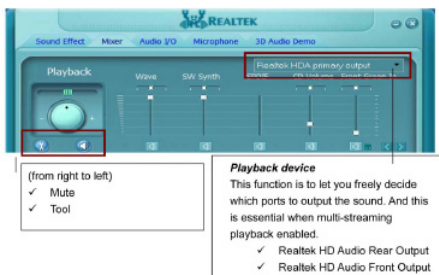 REALTEK
Sound Effect Mixer Audio I/O Microphone 3D Audio Demo
Realtek HDA primary output
Playback
Wave SW Synth CD Volume
(from right to left)
✓ Mute
✓ Tool
Playback device
This function is to let you freely decide
which ports to output the sound. And this
is essential when multi-streaming
playback enabled.
✓ Realtek HD Audio Rear Output
✓ Realtek HD Audio Front Output